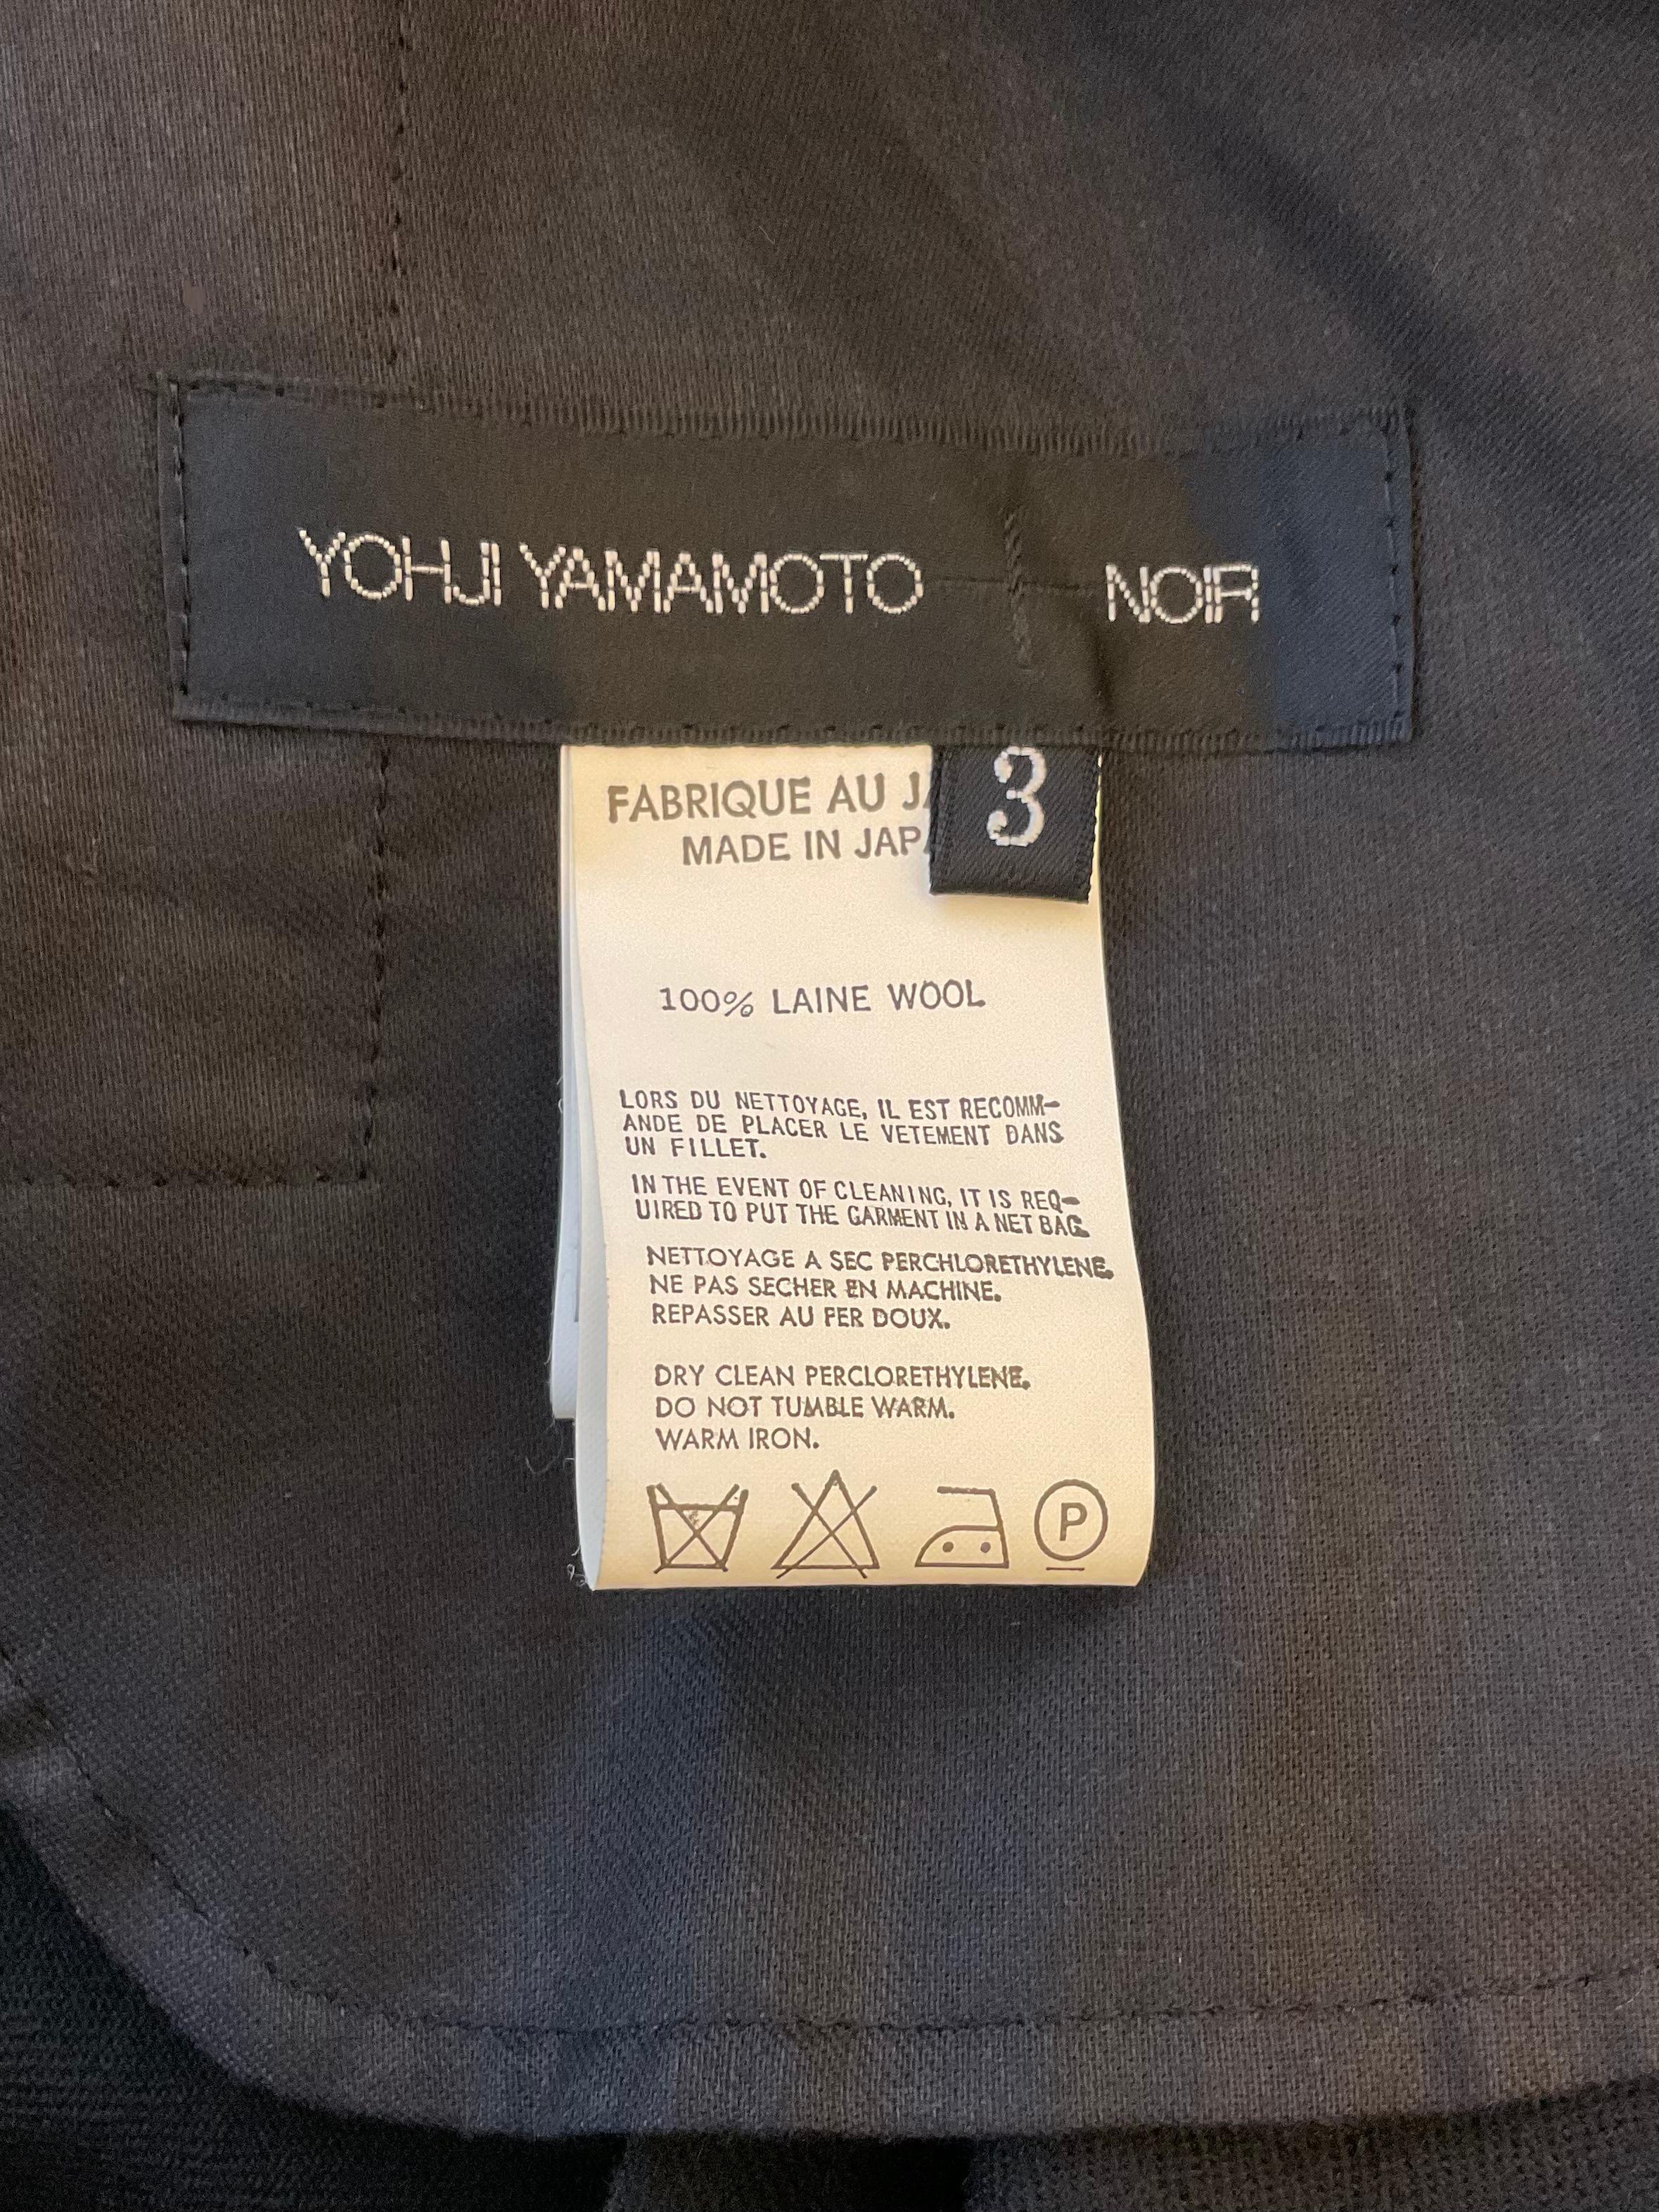 YOHJI YAMAMOTO NOIR
3
FABRIQUE AU
MADE IN
100% LAINE WOOL
LORS DU NETTOYAGE, IL EST RECOMM-
ANDE DE PLACER LE VETEMENT DANS
UN FILLET.
IN THE EVENT OF CLEANING, IT IS REQ-
UIRED TO PUT THE GARMENT IN A NET BAG.
NETTOYAGE A SEC PERCHLORETHYLENE.
NE PAS SECHER EN MACHINE.
REPASSER AU FER DOUX.
DRY CLEAN PERCLORETHYLENE.
DO NOT TUMBLE WARM.
WARM IRON.
P